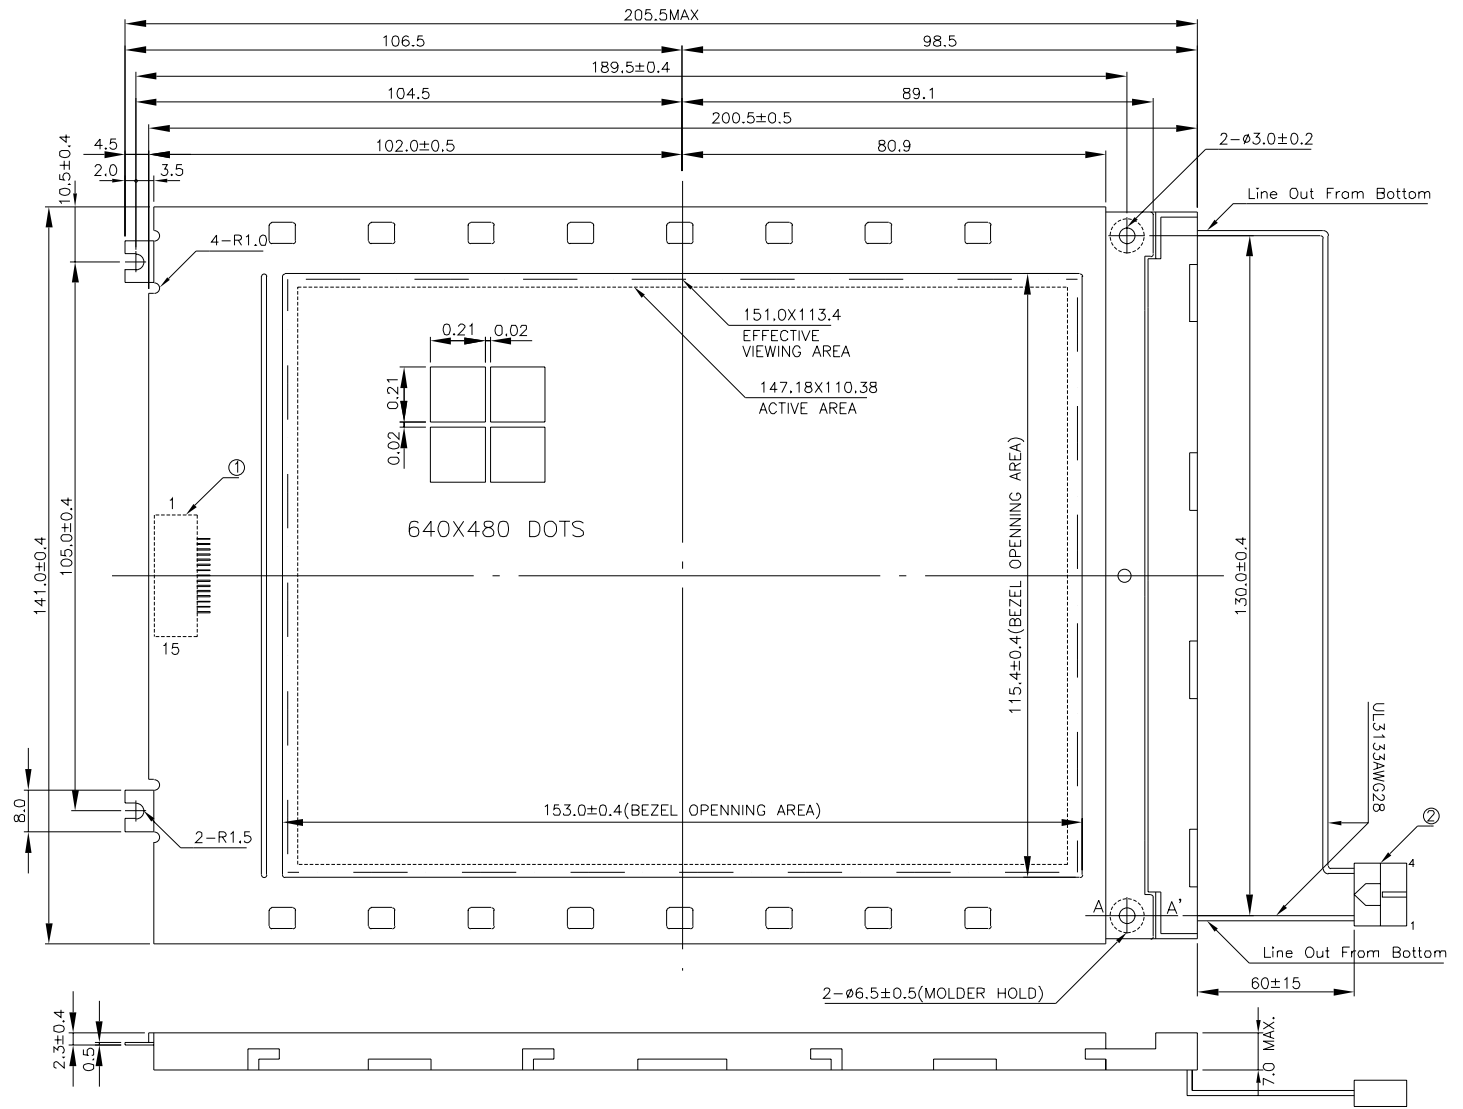 205.5MAX
106.5
98.5
189.5±0.4
104.5
89.1
200.5±0.5
4.5
102.0±0.5
80.9
2.0
3.5
10.5±0.4
2-ø3.0±0.2
Line Out From Bottom
4-R1.0
151.0X113.4
EFFECTIVE
VIEWING AREA
0.21
0.02
147.18X110.38
ACTIVE AREA
0.21
0.02
①
1
640X480 DOTS
15
141.0±0.4
105.0±0.4
115.4±0.4(BEZEL OPENNING AREA)
130.0±0.4
UL3133AWG28
8.0
153.0±0.4(BEZEL OPENNING AREA)
2-R1.5
②
4
A
A'
1
Line Out From Bottom
60±15
2-ø6.5±0.5(MOLDER HOLD)
2.3±0.4
0.5
7.0 MAX.